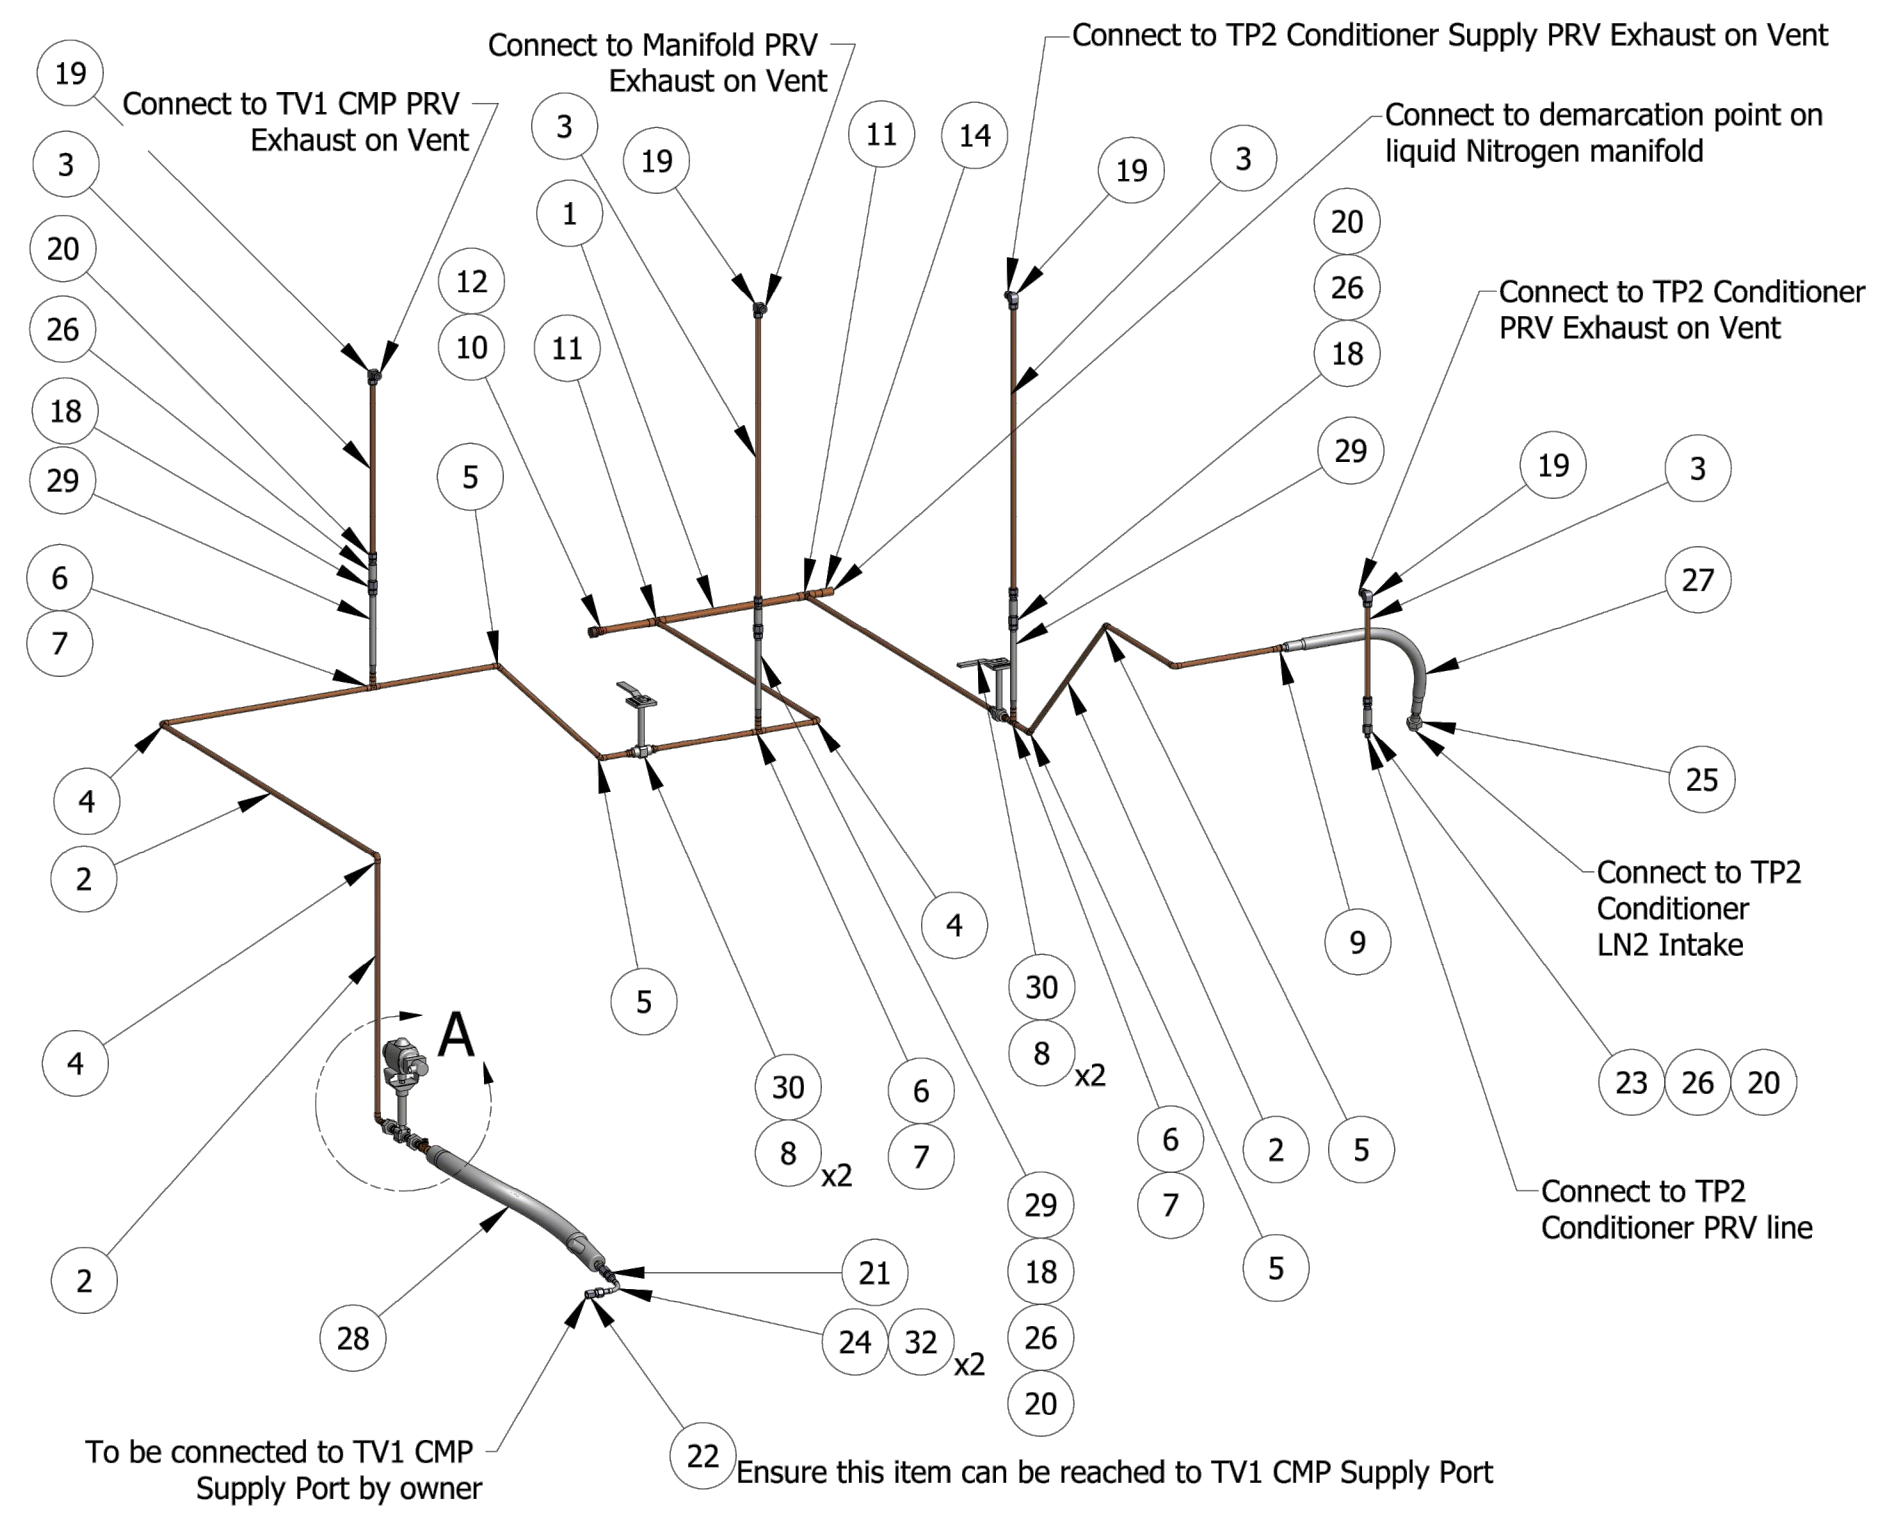 Connect to TP2 Conditioner Supply PRV Exhaust on Vent
Connect to Manifold PRV
Exhaust on Vent
19
Connect to TV1 CMP PRV
Exhaust on Vent
3
11
14
Connect to demarcation point on
liquid Nitrogen manifold
3
19
19
3
1
20
20
12
26
26
10
11
18
Connect to TP2 Conditioner
PRV Exhaust on Vent
18
29
5
29
19
3
6
7
27
4
25
2
Connect to TP2
Conditioner
LN2 Intake
4
9
5
30
8
x2
A
4
30
8
x2
6
7
6
7
2
5
23
26
20
Connect to TP2
Conditioner PRV line
29
18
26
20
5
2
28
21
24
32
x2
To be connected to TV1 CMP
Supply Port by owner
22
Ensure this item can be reached to TV1 CMP Supply Port